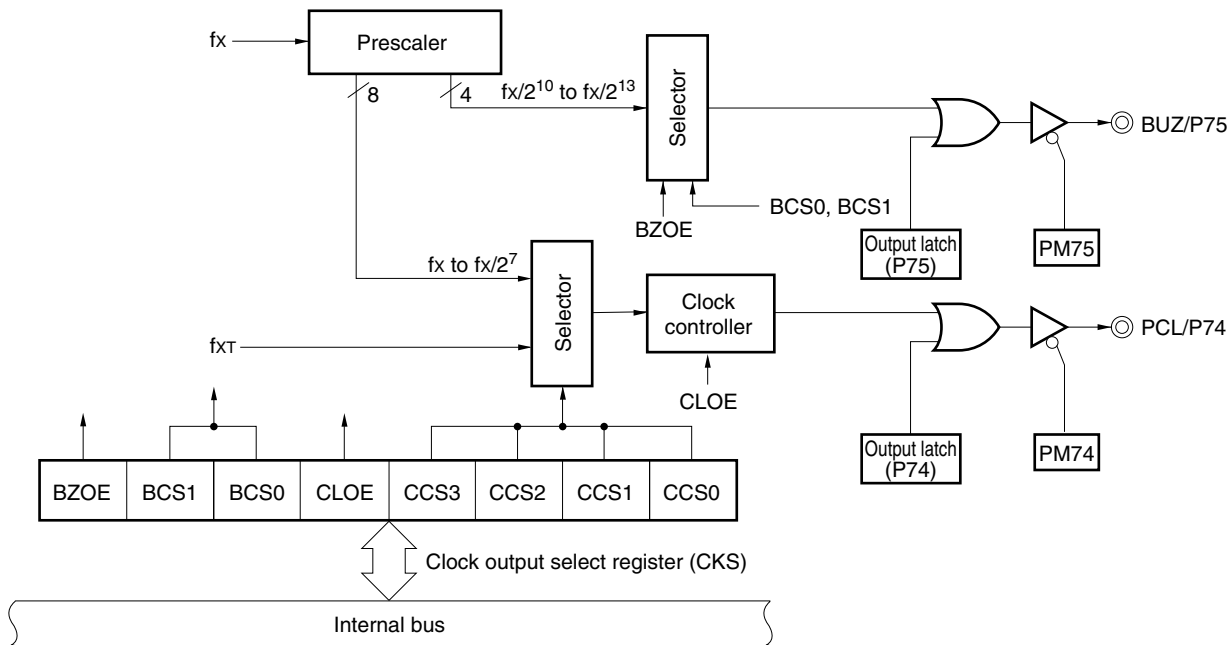 fX
Prescaler
8
4
fX/2^10 to fX/2^13
Selector
BZOE
BCS0, BCS1
BUZ/P75
Output latch
(P75)
PM75
fX to fX/2^7
fXT
Selector
Clock
controller
CLOE
PCL/P74
Output latch
(P74)
PM74
BZOE BCS1 BCS0 CLOE CCS3 CCS2 CCS1 CCS0
Clock output select register (CKS)
Internal bus